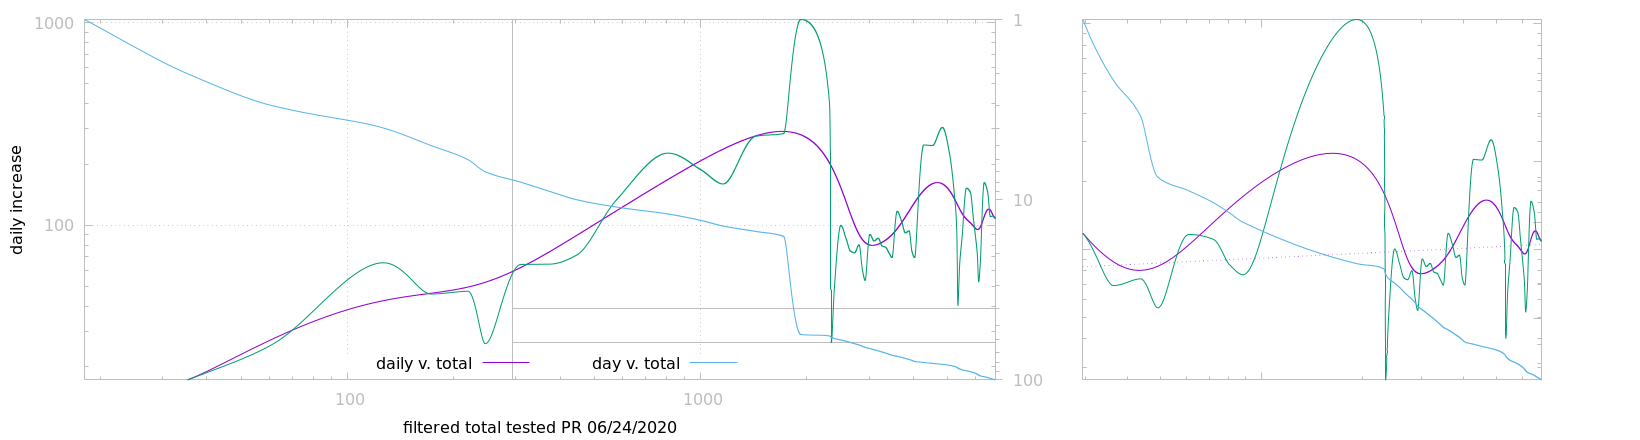 1000
100
daily increase
1
10
100
daily v. total
day v. total
100
1000
filtered total tested PR 06/24/2020